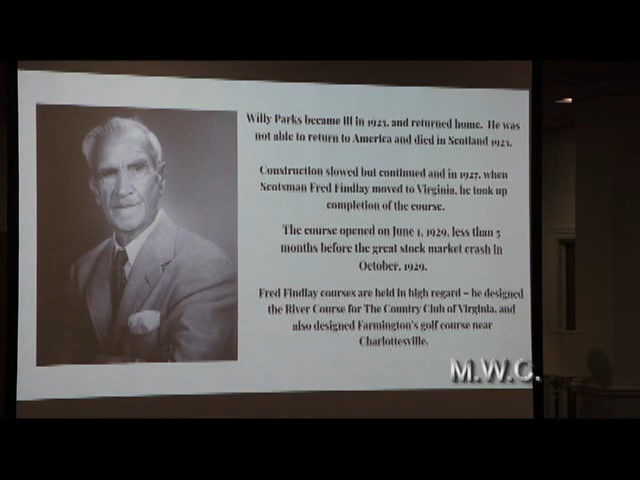 Willy Parks became Ill in 1923, and returned home. He was
not able to return to America and died in Scotland 1925.
Construction slowed but continued and in 1927, when
Scotsman Fred Findlay moved to Virginia, he took up
completion of the course.
The course opened on June 1, 1929, less than 5
months before the great stock market crash in
October, 1929.
Fred Findlay courses are held in high regard – he designed
the River Course for The Country Club of Virginia, and
also designed Farmington's golf course near
Charlottesville.
M.W.C.